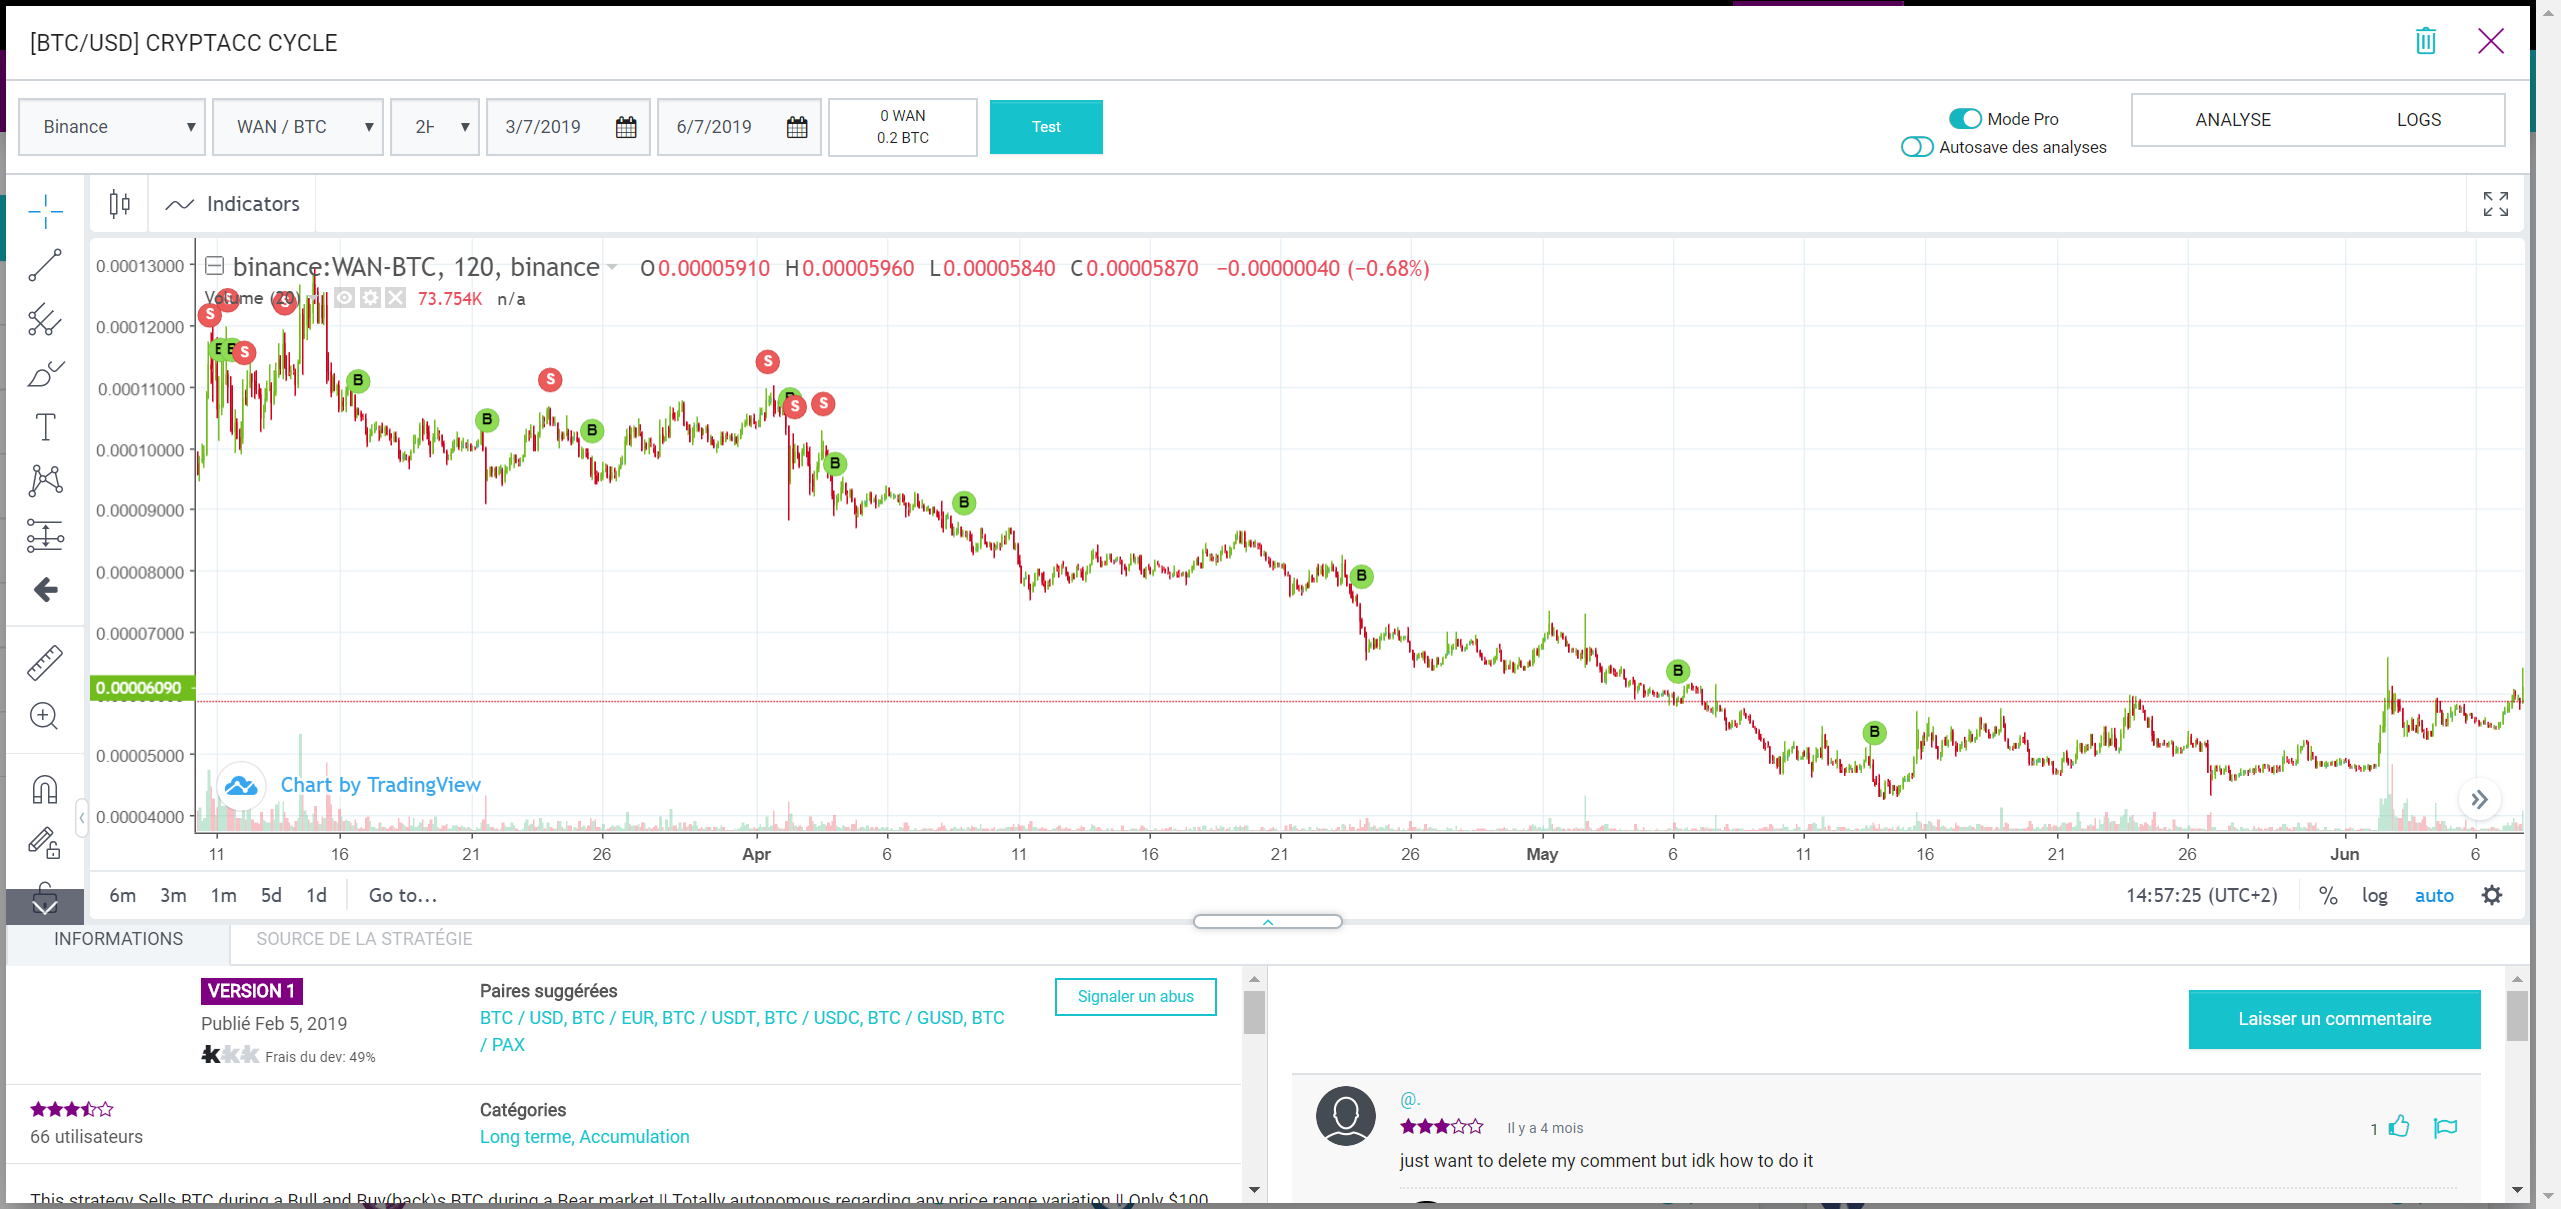 [BTC/USD] CRYPTACC CYCLE
Binance
WAN / BTC
3/7/2019
6/7/2019
0 WAN
0.2 BTC
Test
Mode Pro
Autosave des analyses
ANALYSE
LOGS
Indicators
binance:WAN-BTC, 120, binance O0.00005910 H0.00005960 L0.00005840 C0.00005870 −0.00000040 (−0.68%)
Volume (20) 73.754K n/a
0.00013000
0.00012000
0.00011000
0.00010000
0.00009000
0.00008000
0.00007000
0.00006090
0.00005000
0.00004000
S
S
S
S
B
B
S
B
S
S
S
B
B
B
B
B
Chart by TradingView
11 16 21 26 Apr 6 11 16 21 26 May 6 11 16 21 26 Jun 6
6m 3m 1m 5d 1d Go to...
14:57:25 (UTC+2) % log auto
INFORMATIONS
SOURCE DE LA STRATÉGIE
VERSION 1
Publié Feb 5, 2019
Frais du dev: 49%
Paires suggérées
BTC / USD, BTC / EUR, BTC / USDT, BTC / USDC, BTC / GUSD, BTC
/ PAX
Signaler un abus
66 utilisateurs
Catégories
Long terme, Accumulation
This strategy Sells BTC during a Bull and Buy(back)s BTC during a Bear market !! Totally autonomous regarding any price range variation !! Only $100
Laisser un commentaire
@.
Il y a 4 mois
1
just want to delete my comment but idk how to do it